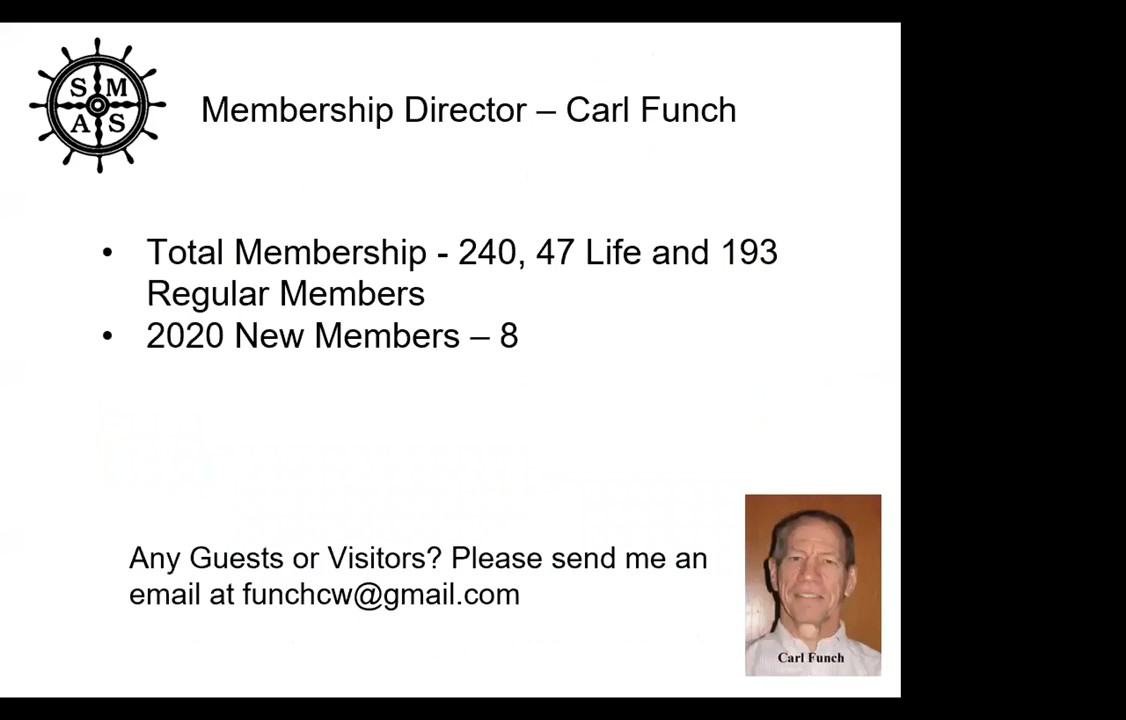 S M
A S
Membership Director – Carl Funch
• Total Membership - 240, 47 Life and 193
Regular Members
• 2020 New Members – 8
Any Guests or Visitors? Please send me an
email at funchcw@gmail.com
Carl Funch